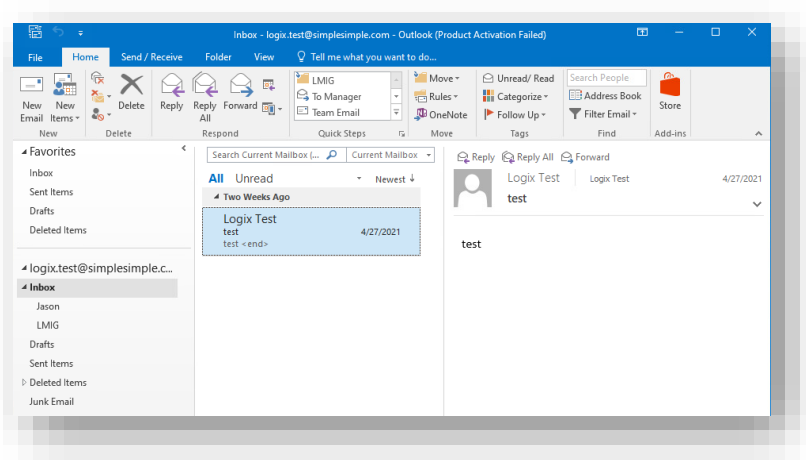 Inbox - logix.test@simplesimple.com - Outlook (Product Activation Failed)
File Home Send / Receive Folder View Tell me what you want to do...
New Email
New Items
Delete
Reply
Reply All
Forward
LMIG
To Manager
Team Email
Move
Rules
OneNote
Unread/ Read
Categorize
Follow Up
Search People
Address Book
Filter Email
Store
New Delete Respond Quick Steps Move Tags Find Add-ins
Favorites
Inbox
Sent Items
Drafts
Deleted Items
logix.test@simplesimple.c...
Inbox
Jason
LMIG
Drafts
Sent Items
Deleted Items
Junk Email
Search Current Mailbox (... Current Mailbox
All Unread Newest ↓
Two Weeks Ago
Logix Test
test 4/27/2021
test <end>
Reply Reply All Forward
Logix Test Logix Test 4/27/2021
test
test